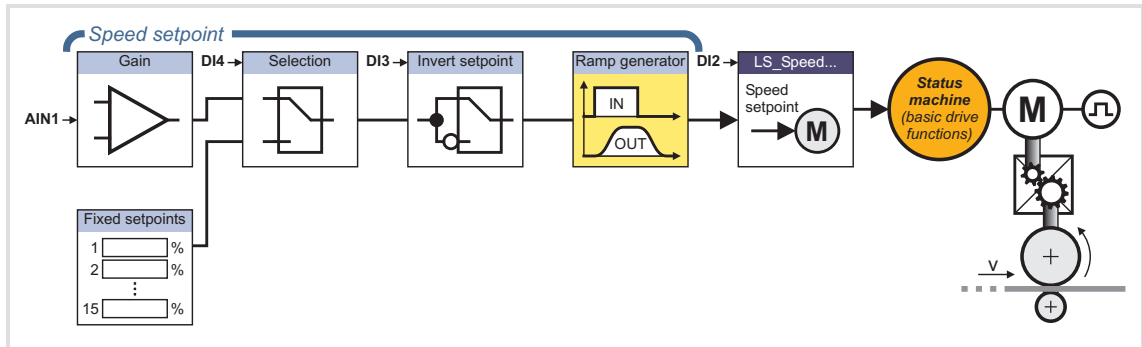 Speed setpoint
Gain
DI4
Selection
DI3
Invert setpoint
Ramp generator
DI2
LS_Speed...
AIN1
IN
OUT
Speed
setpoint
M
Status
machine
(basic drive
functions)
M
Fixed setpoints
1 %
2 %
⋮
15 %
v
+
+